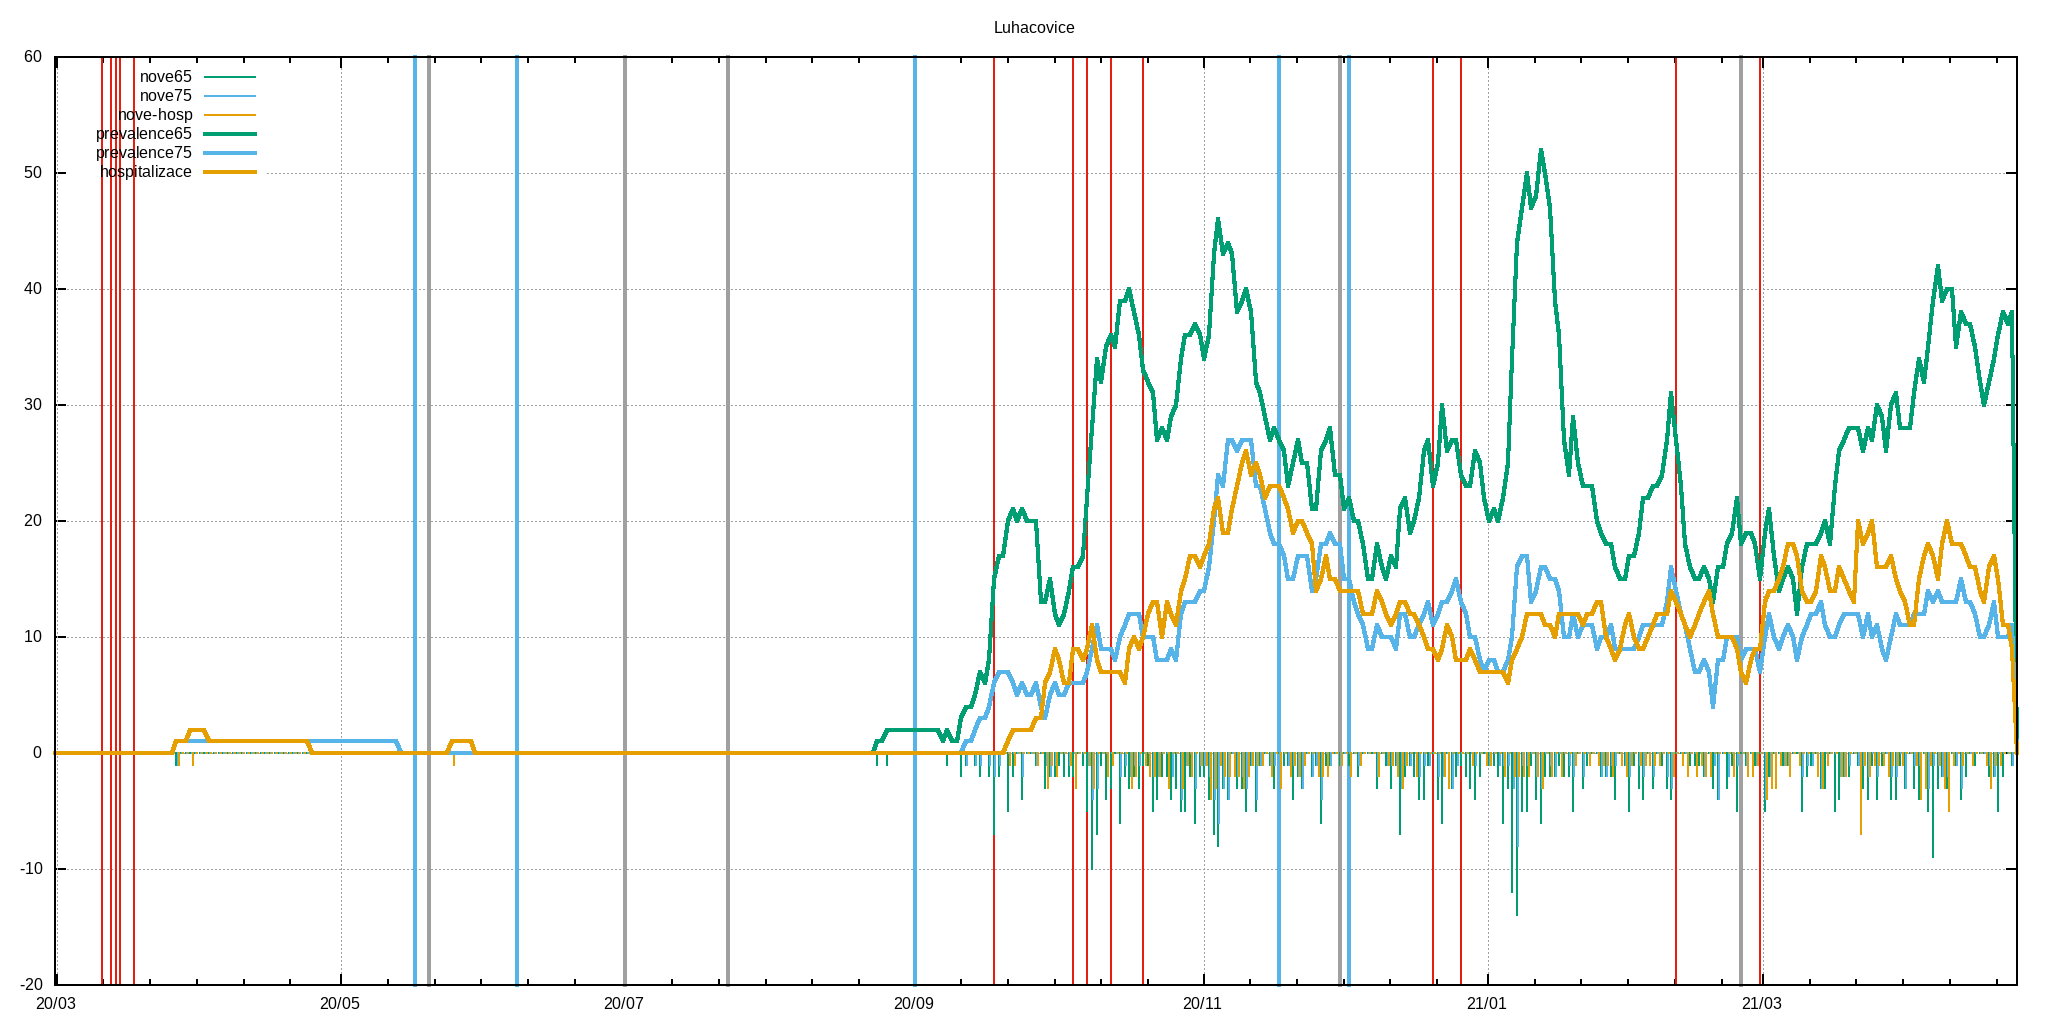 Luhacovice
60
50
40
30
20
10
0
-10
-20
nove65
nove75
nove-hosp
prevalence65
prevalence75
hospitalizace
20/03 20/05 20/07 20/09 20/11 21/01 21/03